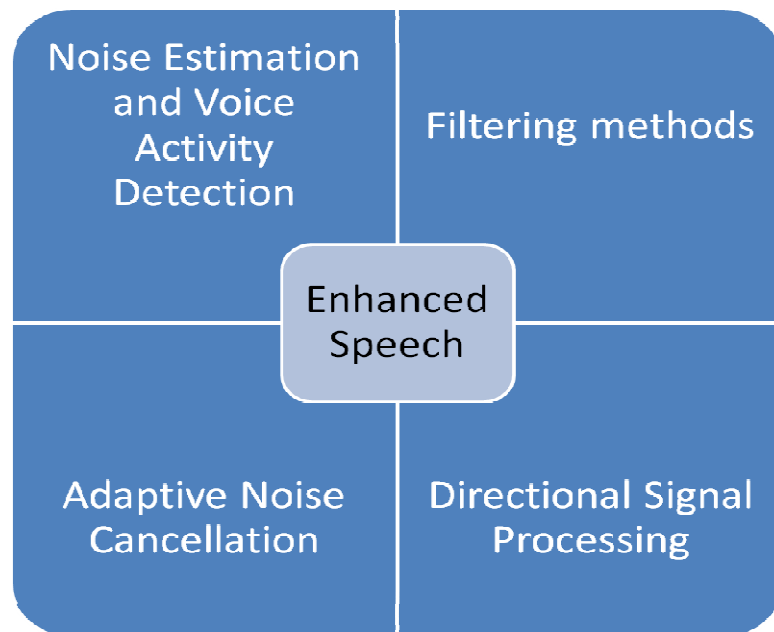 Noise Estimation
and Voice
Activity
Detection
Filtering methods
Enhanced
Speech
Adaptive Noise
Cancellation
Directional Signal
Processing